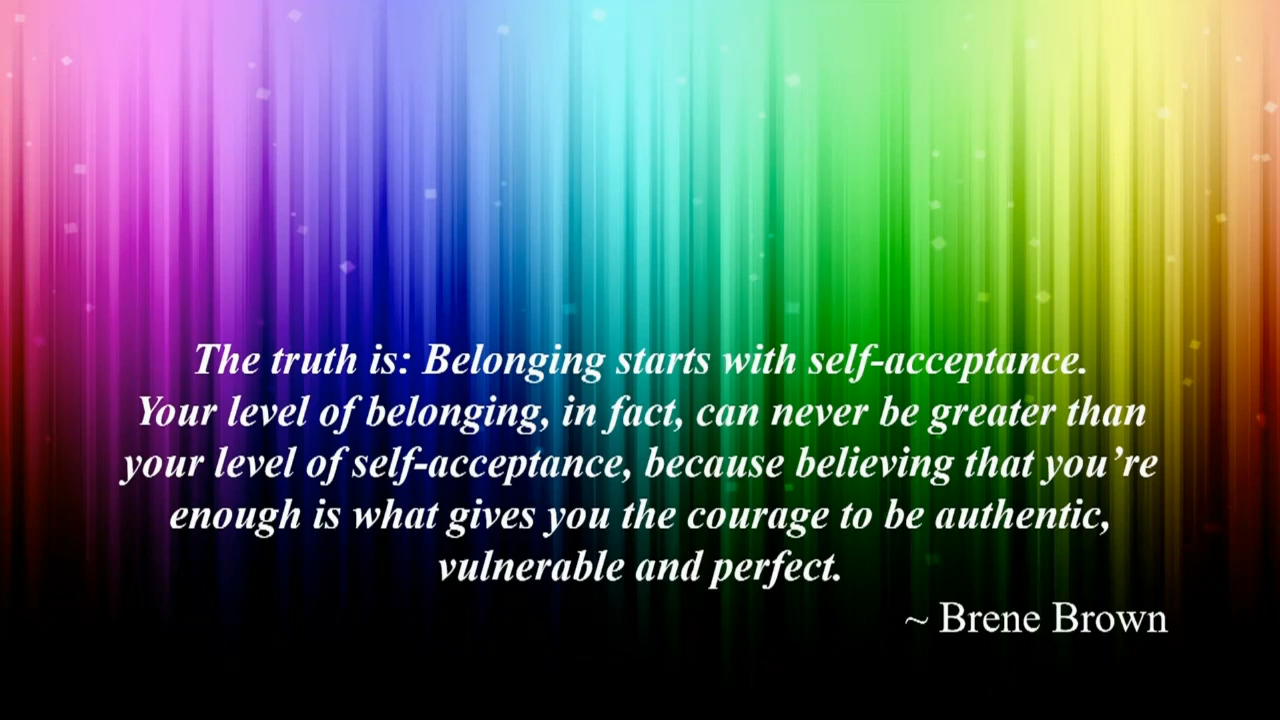 The truth is: Belonging starts with self-acceptance.
Your level of belonging, in fact, can never be greater than
your level of self-acceptance, because believing that you’re
enough is what gives you the courage to be authentic,
vulnerable and perfect.
~ Brene Brown